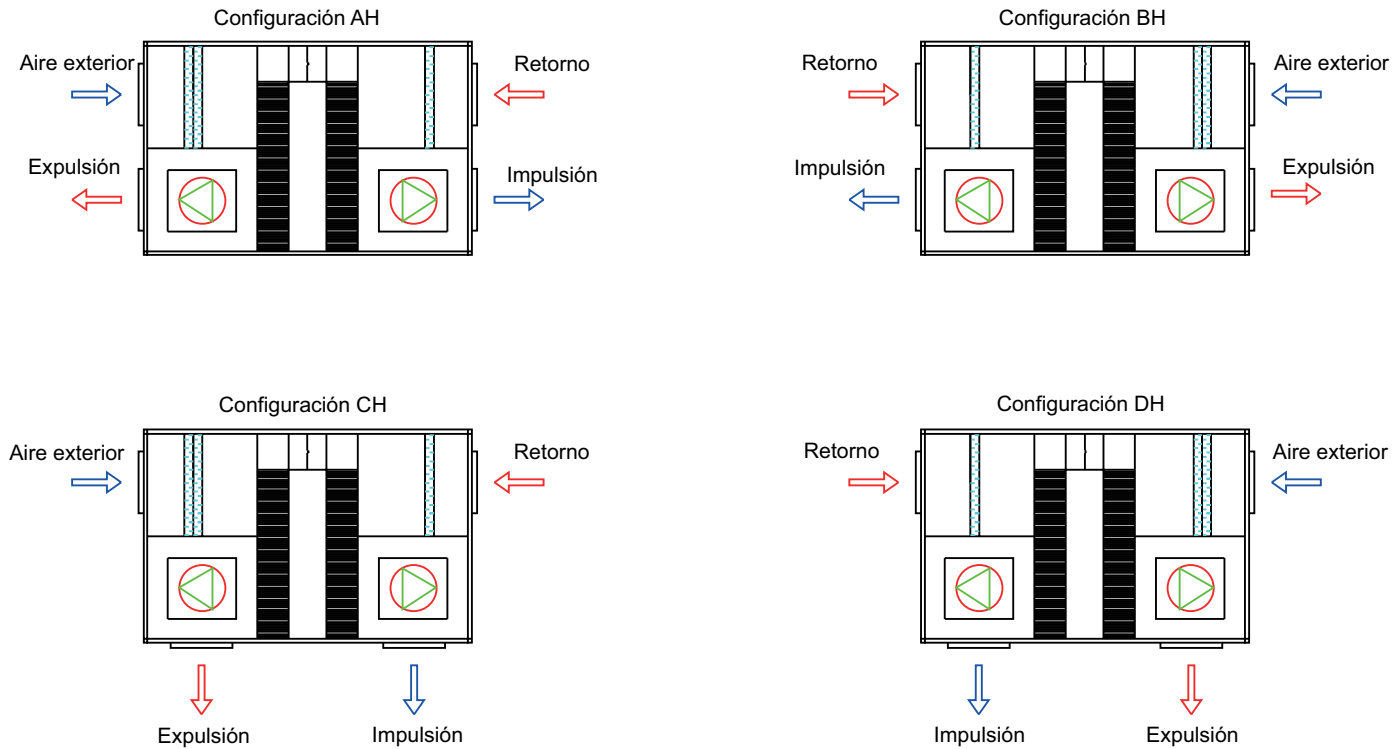 Configuración AH
Aire exterior
Retorno
Expulsión
Impulsión
Configuración BH
Retorno
Aire exterior
Impulsión
Expulsión
Configuración CH
Aire exterior
Retorno
Expulsión
Impulsión
Configuración DH
Retorno
Aire exterior
Impulsión
Expulsión